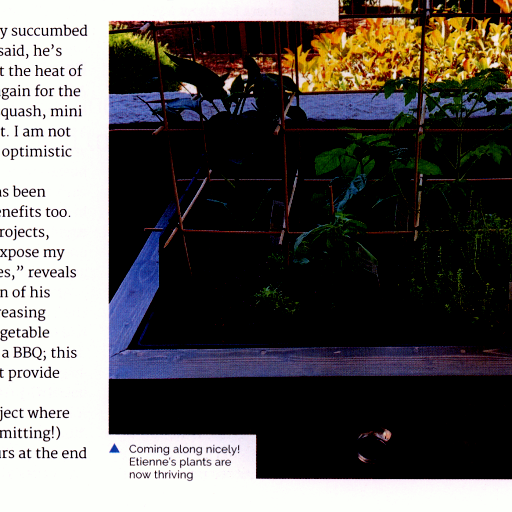 y succumbed
said, he's
t the heat of
gain for the
quash, mini
t. I am not
optimistic
as been
nefits too.
rojects,
xpose my
es," reveals
n of his
easing
getable
a BBQ; this
t provide
ject where
mitting!)
rs at the end
Coming along nicely!
Etienne's plants are
now thriving